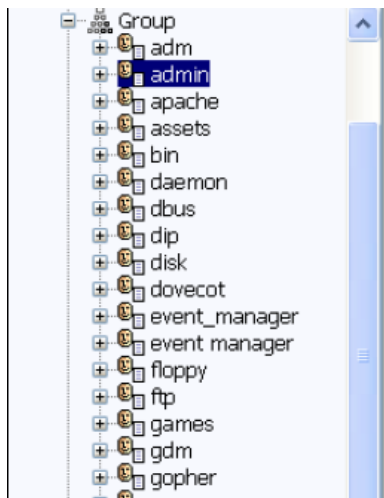 Group
adm
admin
apache
assets
bin
daemon
dbus
dip
disk
dovecot
event_manager
event manager
floppy
ftp
games
gdm
gopher